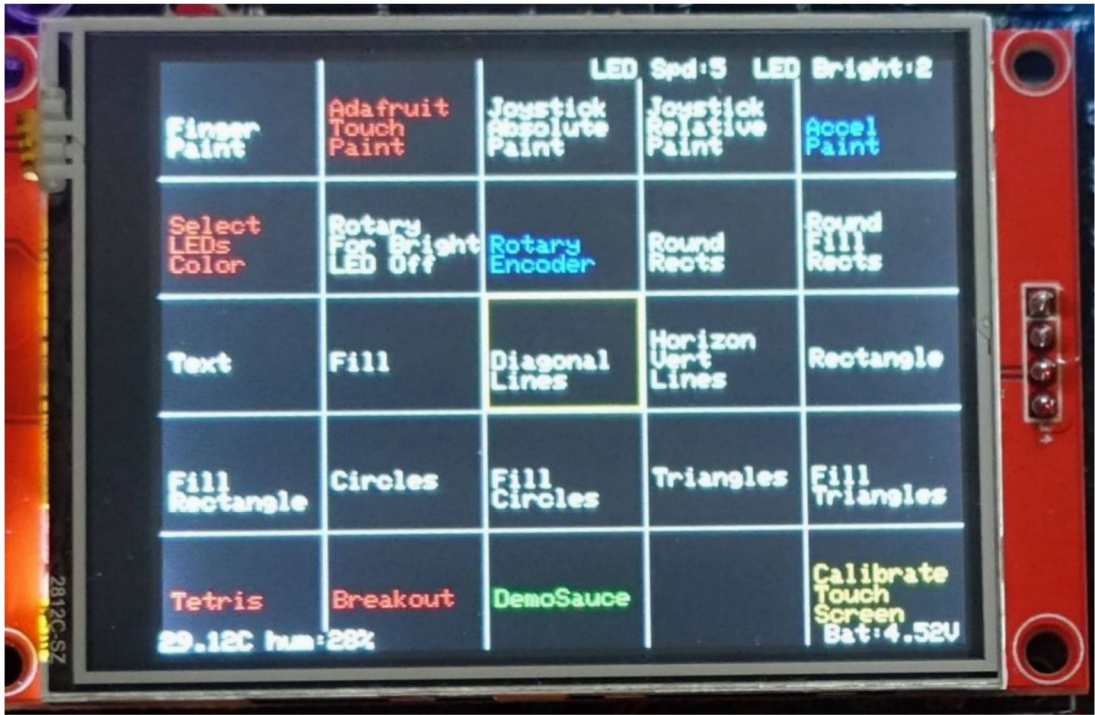 LED Spd:5 LED Bright:2
Finger
Paint
Adafruit
Touch
Paint
Joystick
Absolute
Paint
Joystick
Relative
Paint
Accel
Paint
Select
LEDs
Color
Rotary
For Bright
LED Off
Rotary
Encoder
Round
Rects
Round
Fill
Rects
Text
Fill
Diagonal
Lines
Horizon
Vert
Lines
Rectangle
Fill
Rectangle
Circles
Fill
Circles
Triangles
Fill
Triangles
Tetris
Breakout
DemoSauce
Calibrate
Touch
Screen
29.12C hum:28%
Bat:4.52V
2812C-SZ